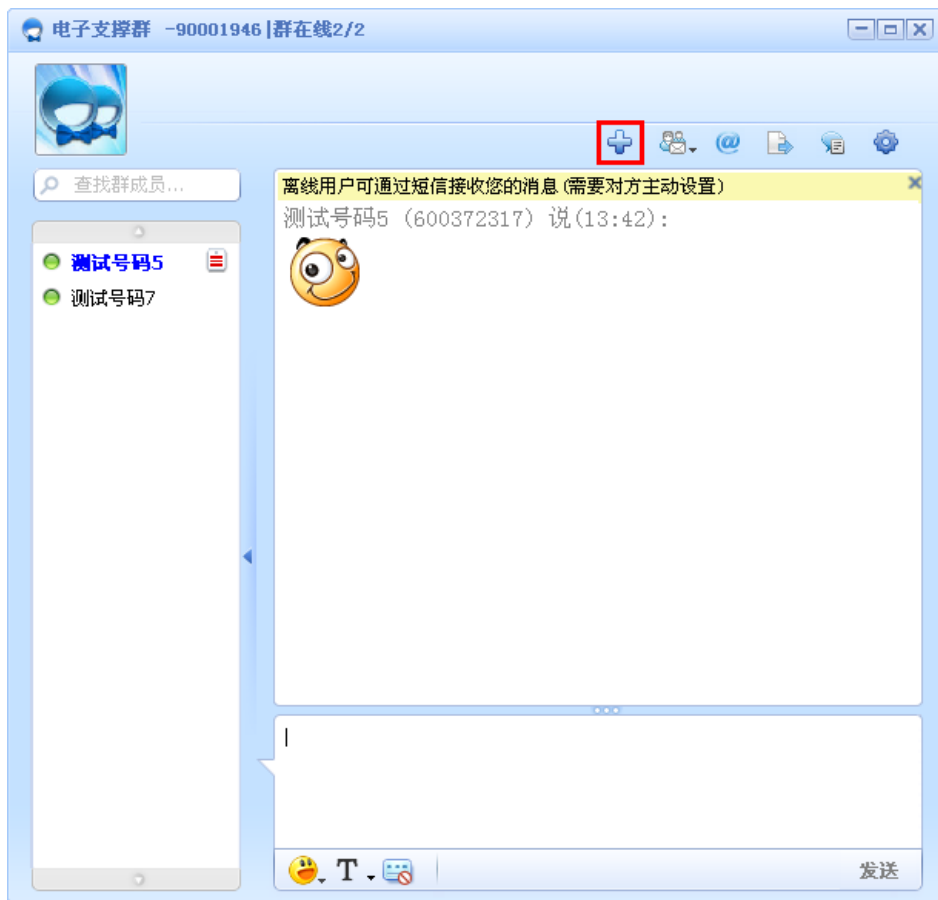 电子支撑群 -90001946|群在线2/2
查找群成员...
测试号码5
测试号码7
离线用户可通过短信接收您的消息(需要对方主动设置)
测试号码5 (600372317) 说(13:42):
T
发送